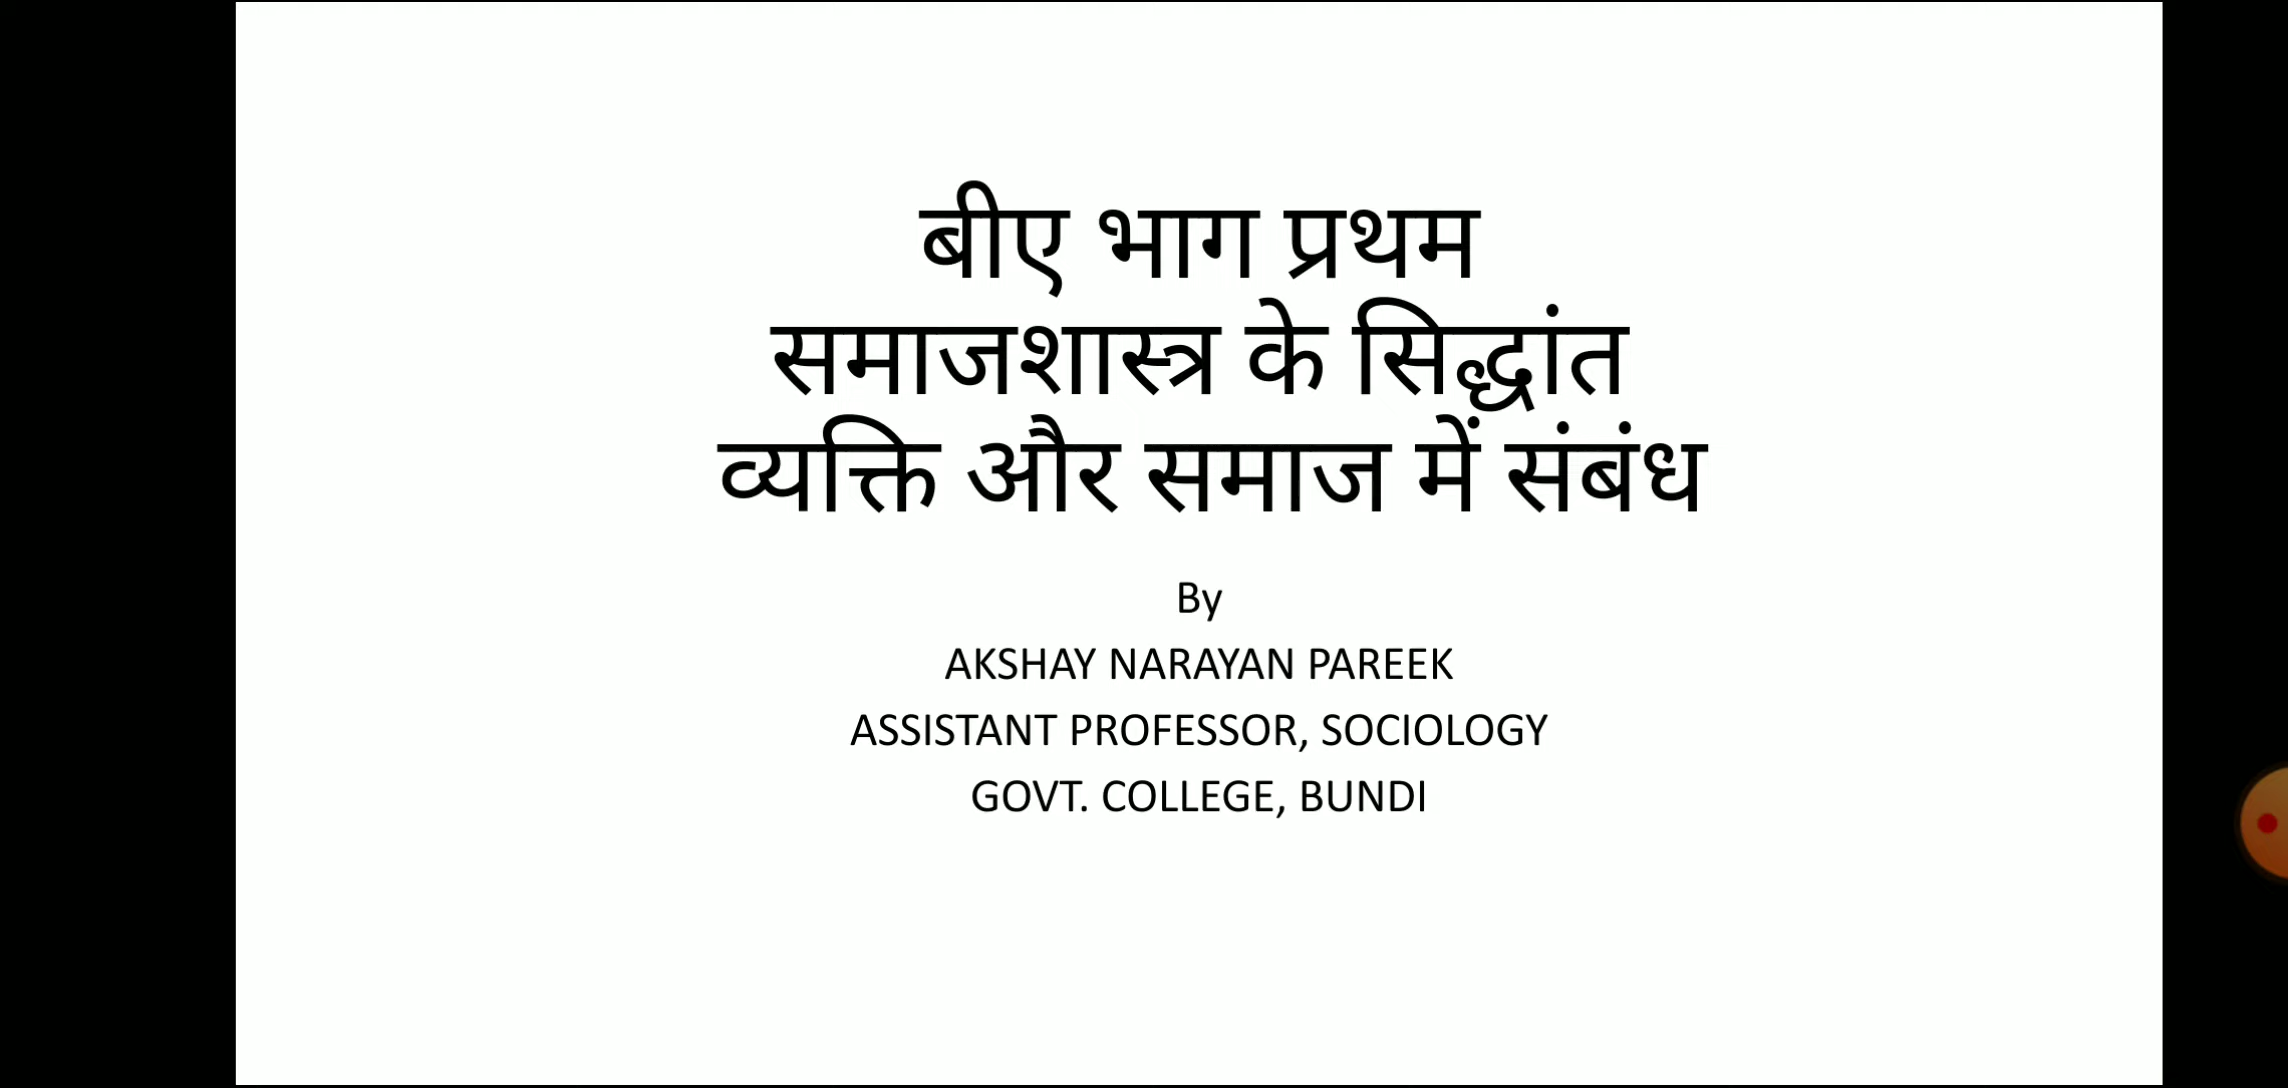 बीए भाग प्रथम
समाजशास्त्र के सिद्धांत
व्यक्ति और समाज में संबंध
By
AKSHAY NARAYAN PAREEK
ASSISTANT PROFESSOR, SOCIOLOGY
GOVT. COLLEGE, BUNDI